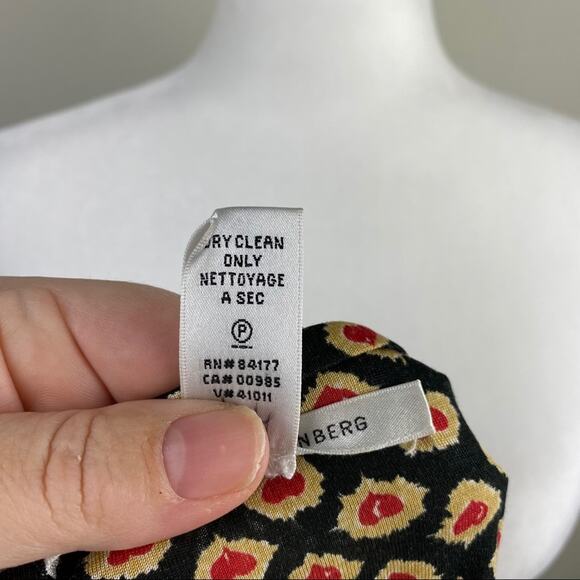 DRY CLEAN
ONLY
NETTOYAGE
A SEC
P
RN# 84177
CA# 00985
V# 41011
NBERG